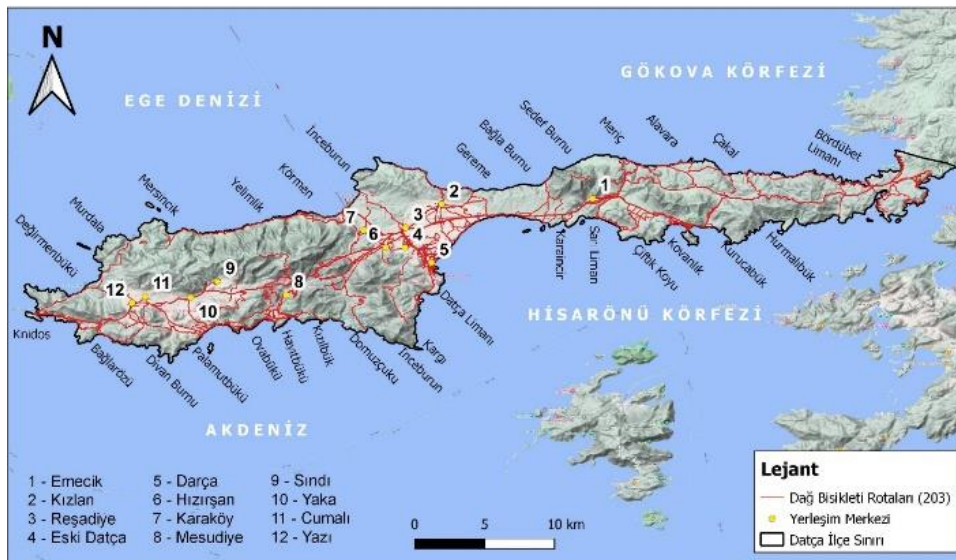 N
EGE DENİZİ
GÖKOVA KÖRFEZİ
HİSARÖNÜ KÖRFEZİ
AKDENİZ
Knidos
Değirmenbükü
Murdala
Mersincik
Yelimlik
Körmen
İnceburun
Gereme
Bağla Burnu
Sedef Burnu
Meriç
Alavara
Çakal
Bördübet
Limanı
Bağlarözü
Divan Burnu
Palamutbükü
Ovabükü
Hayıtbükü
Kızılbük
Domuzçuku
İnceburun
Kargı
Datça Limanı
Karaincir
Sarı Liman
Çiftlik Koyu
Kovanlık
Kurucabük
Hurmalıbük
1
2
3
4
5
6
7
8
9
10
11
12
1 - Emecik
2 - Kızlan
3 - Reşadiye
4 - Eski Datça
5 - Darça
6 - Hızırşah
7 - Karaköy
8 - Mesudiye
9 - Sındı
10 - Yaka
11 - Cumalı
12 - Yazı
0 5 10 km
Lejant
Dağ Bisikleti Rotaları (203)
Yerleşim Merkezi
Datça İlçe Sınırı